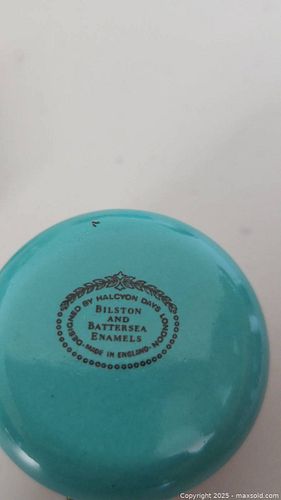 DESIGNED BY HALCYON DAYS LONDON
BILSTON
AND
BATTERSEA
ENAMELS
·MADE IN ENGLAND·
Copyright 2025 - maxsold.com